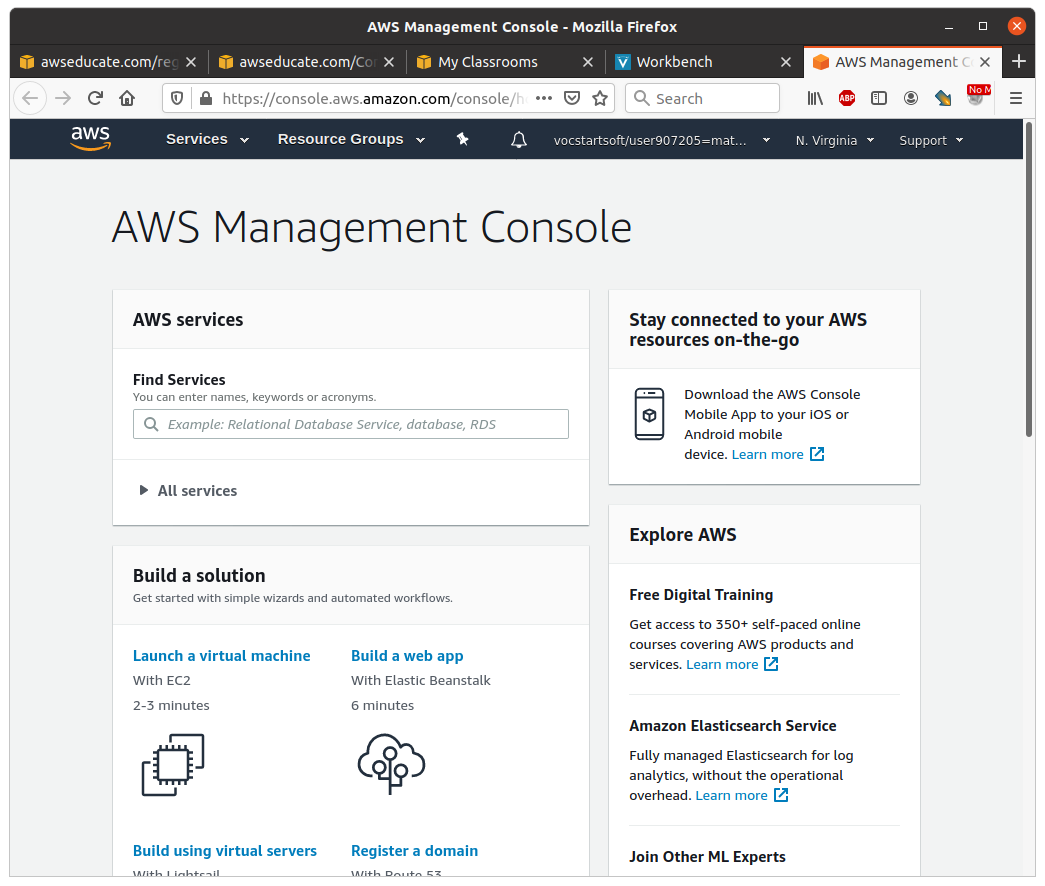 AWS Management Console - Mozilla Firefox
awseducate.com/reg
awseducate.com/Con
My Classrooms
Workbench
AWS Management C
https://console.aws.amazon.com/console/h
Search
ABP
No M
aws
Services
Resource Groups
vocstartsoft/user907205=mat...
N. Virginia
Support
AWS Management Console
AWS services
Find Services
You can enter names, keywords or acronyms.
Example: Relational Database Service, database, RDS
All services
Build a solution
Get started with simple wizards and automated workflows.
Launch a virtual machine
With EC2
2-3 minutes
Build a web app
With Elastic Beanstalk
6 minutes
Build using virtual servers
With Lightsail
Register a domain
With Route 53
Stay connected to your AWS
resources on-the-go
Download the AWS Console
Mobile App to your iOS or
Android mobile
device. Learn more
Explore AWS
Free Digital Training
Get access to 350+ self-paced online
courses covering AWS products and
services. Learn more
Amazon Elasticsearch Service
Fully managed Elasticsearch for log
analytics, without the operational
overhead. Learn more
Join Other ML Experts